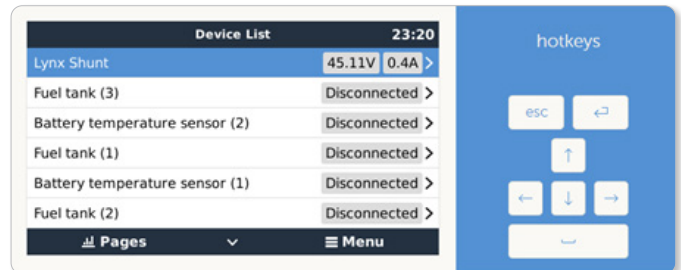 Device List 23:20
Lynx Shunt 45.11V 0.4A
Fuel tank (3) Disconnected
Battery temperature sensor (2) Disconnected
Fuel tank (1) Disconnected
Battery temperature sensor (1) Disconnected
Fuel tank (2) Disconnected
Pages Menu
hotkeys
esc